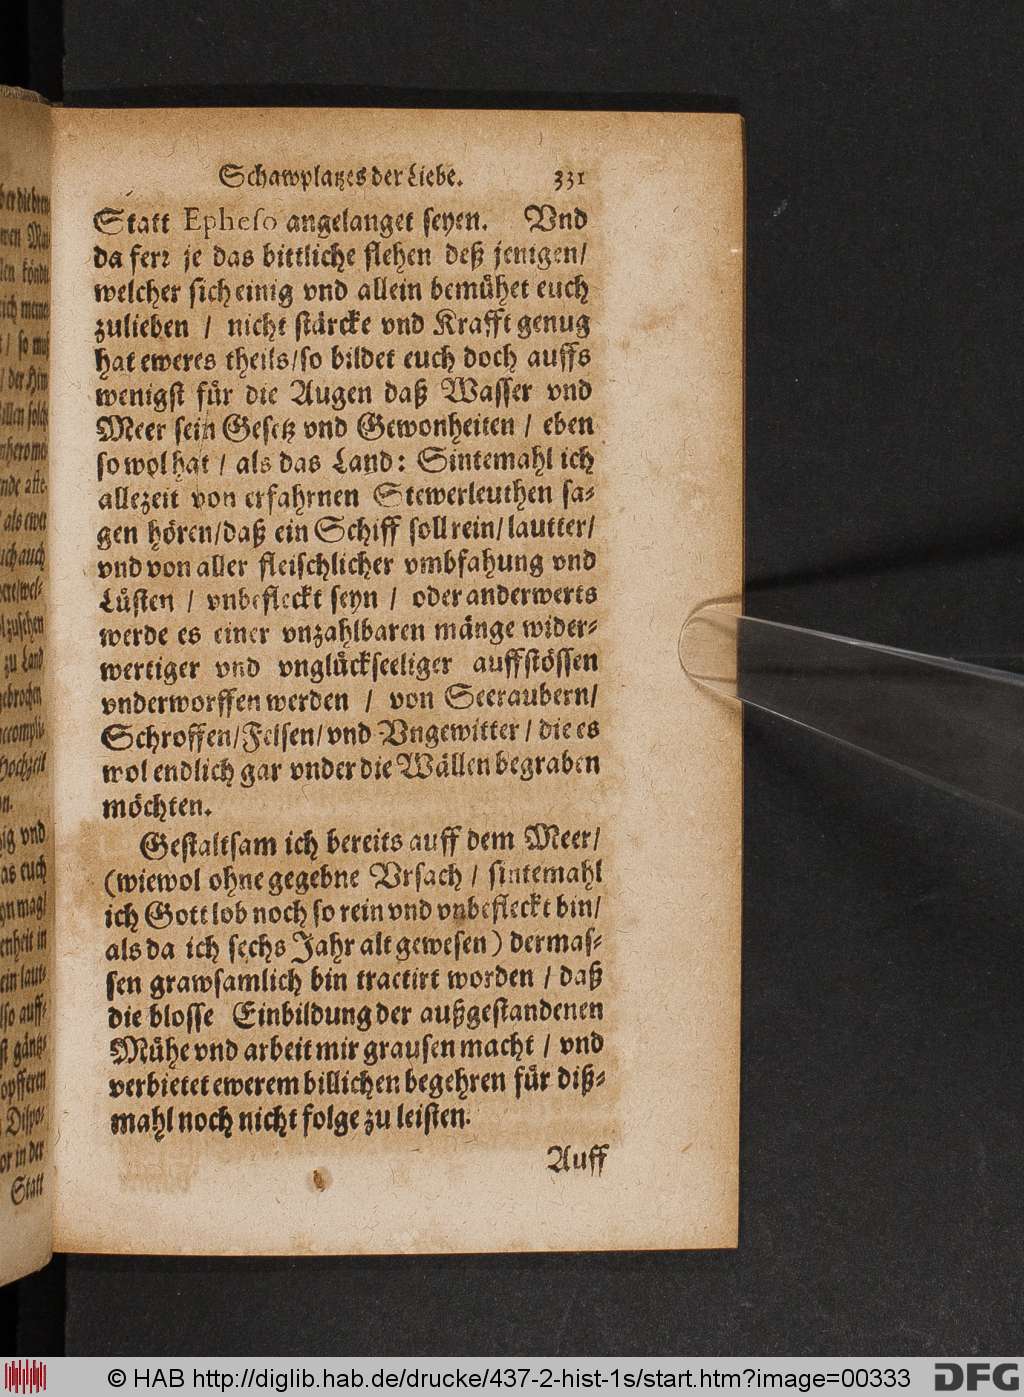 Schawplatzes der Liebe. 331
Statt Epheso angelanget seyen. Vnd
da fern je das bittliche flehen deß jenigen/
welcher sich einig vnd allein bemühet euch
zulieben / nicht stärcke vnd Krafft genug
hat eweres theils/so bildet euch doch auffs
wenigst für die Augen daß Wasser vnd
Meer sein Gesetz vnd Gewonheiten / eben
so wol hat / als das Land: Sintemahl ich
allezeit von erfahrnen Stewerleuthen sa-
gen hören/daß ein Schiff soll rein/lautter/
vnd von aller fleischlicher vmbfahung vnd
Lüsten / vnbefleckt seyn / oder anderwerts
werde es einer vnzahlbaren mänge wider-
wertiger vnd vnglückseeliger auffstössen
vnderworffen werden / von Seeraubern/
Schroffen/Felsen/vnd Vngewitter / die es
wol endlich gar vnder die Wällen begraben
möchten.
Gestaltsam ich bereits auff dem Meer/
(wiewol ohne gegebne Vrsach / sintemahl
ich Gott lob noch so rein vnd vnbefleckt bin/
als da ich sechs Jahr alt gewesen) dermas-
sen grawsamlich bin tractirt worden / daß
die blosse Einbildung der außgestandenen
Mühe vnd arbeit mir grausen macht / vnd
verbietet ewerem billichen begehren für diß-
mahl noch nicht folge zu leisten.
Auff
© HAB http://diglib.hab.de/drucke/437-2-hist-1s/start.htm?image=00333
DFG